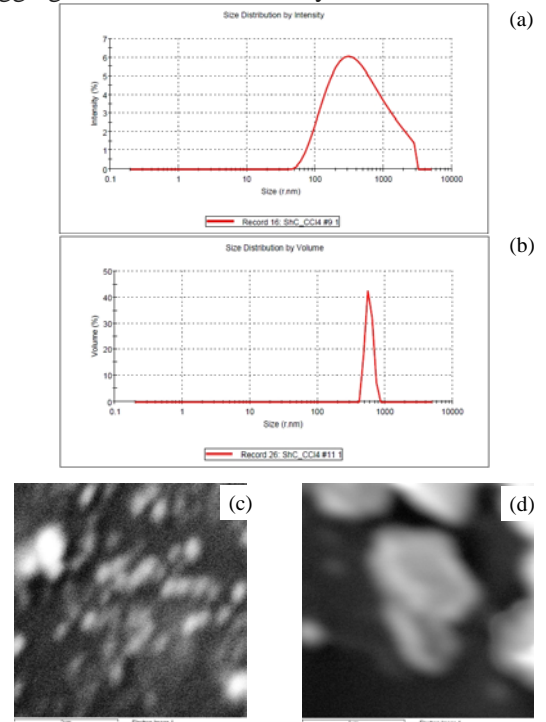 (a)
Size Distribution by Intensity
7
6
5
4
3
2
1
0
Intensity (%)
0.1 1 10 100 1000 10000
Size (r.nm)
Record 16: ShC_CCl4 #9 1
(b)
Size Distribution by Volume
50
40
30
20
10
0
Volume (%)
0.1 1 10 100 1000 10000
Size (r.nm)
Record 26: ShC_CCl4 #11 1
(c)
(d)